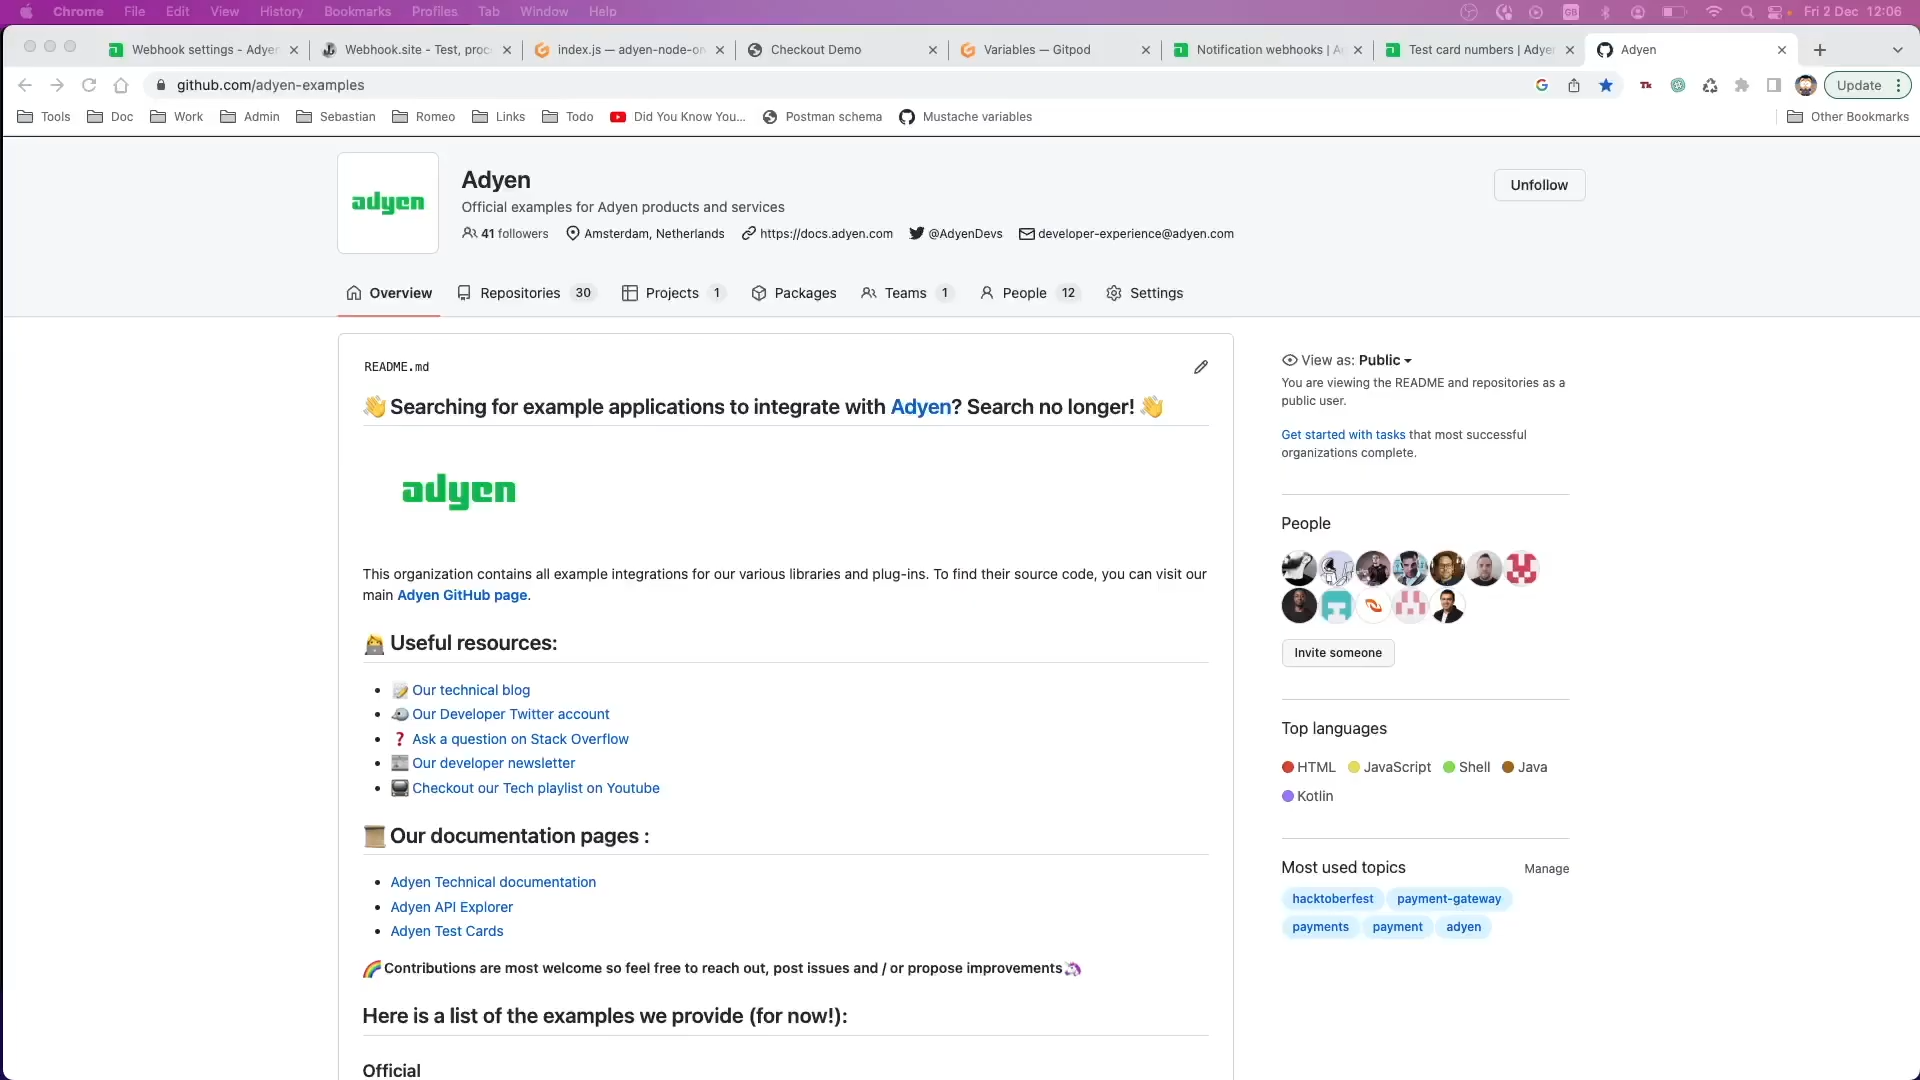 Chrome File Edit View History Bookmarks Profiles Tab Window Help Fri 2 Dec 12:06
Webhook settings - Adyen Webhook.site - Test, proc index.js — adyen-node-on Checkout Demo Variables — Gitpod Notification webhooks | A Test card numbers | Adyen Adyen
github.com/adyen-examples Update
Tools Doc Work Admin Sebastian Romeo Links Todo Did You Know You... Postman schema Mustache variables Other Bookmarks
adyen
Adyen
Unfollow
Official examples for Adyen products and services
41 followers Amsterdam, Netherlands https://docs.adyen.com @AdyenDevs developer-experience@adyen.com
Overview Repositories 30 Projects 1 Packages Teams 1 People 12 Settings
README.md
👋 Searching for example applications to integrate with Adyen? Search no longer! 👋
adyen
This organization contains all example integrations for our various libraries and plug-ins. To find their source code, you can visit our
main Adyen GitHub page.
Useful resources:
Our technical blog
Our Developer Twitter account
❓ Ask a question on Stack Overflow
Our developer newsletter
Checkout our Tech playlist on Youtube
Our documentation pages :
Adyen Technical documentation
Adyen API Explorer
Adyen Test Cards
🌈Contributions are most welcome so feel free to reach out, post issues and / or propose improvements🦄
Here is a list of the examples we provide (for now!):
Official
View as: Public
You are viewing the README and repositories as a
public user.
Get started with tasks that most successful
organizations complete.
People
Invite someone
Top languages
HTML JavaScript Shell Java
Kotlin
Most used topics Manage
hacktoberfest payment-gateway
payments payment adyen